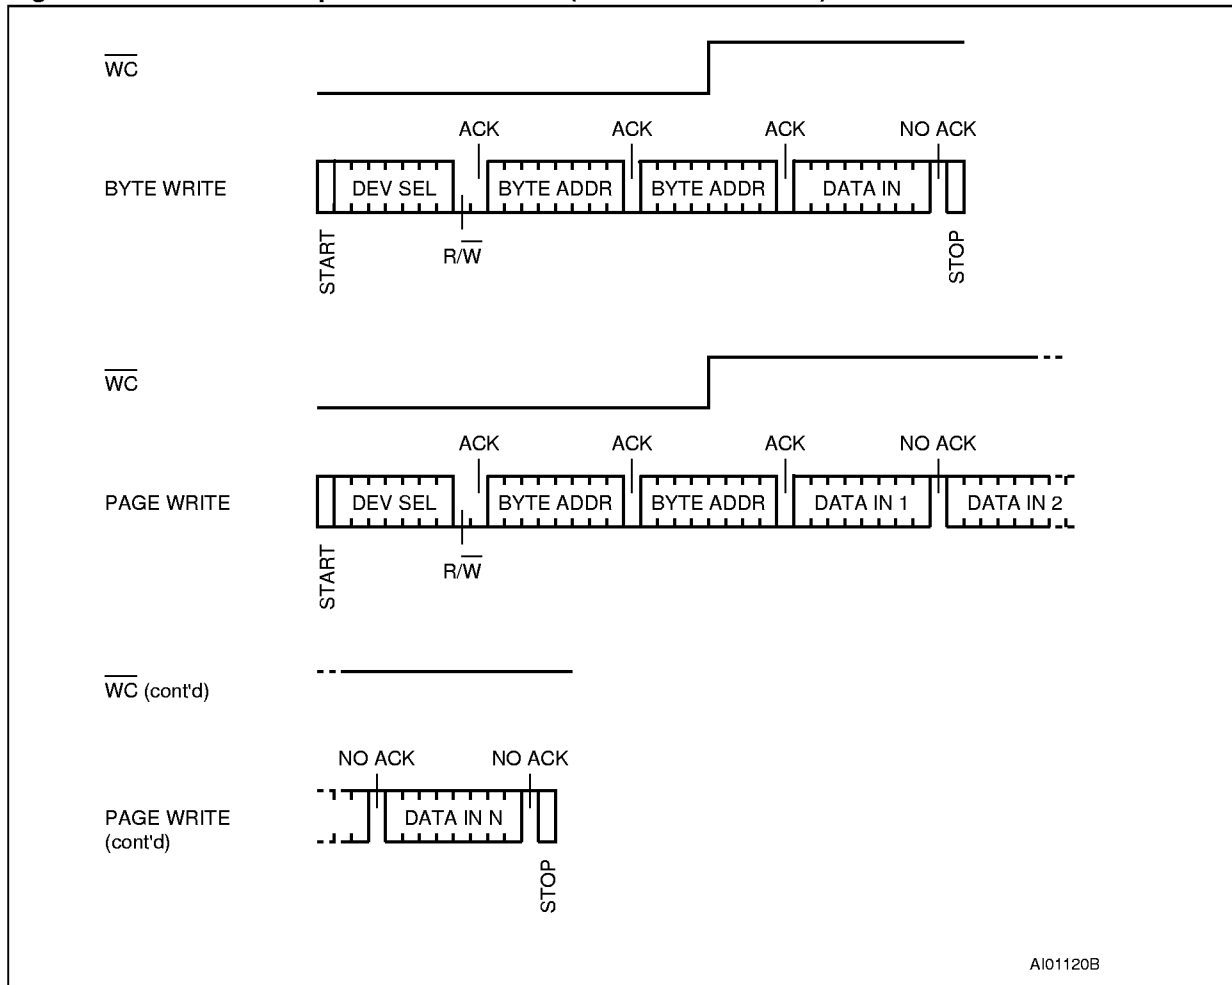 WC
ACK ACK ACK NO ACK
BYTE WRITE DEV SEL BYTE ADDR BYTE ADDR DATA IN
R/W
START
STOP
WC
ACK ACK ACK NO ACK
PAGE WRITE DEV SEL BYTE ADDR BYTE ADDR DATA IN 1 DATA IN 2
R/W
START
WC (cont'd)
NO ACK NO ACK
PAGE WRITE DATA IN N
(cont'd)
STOP
AI01120B